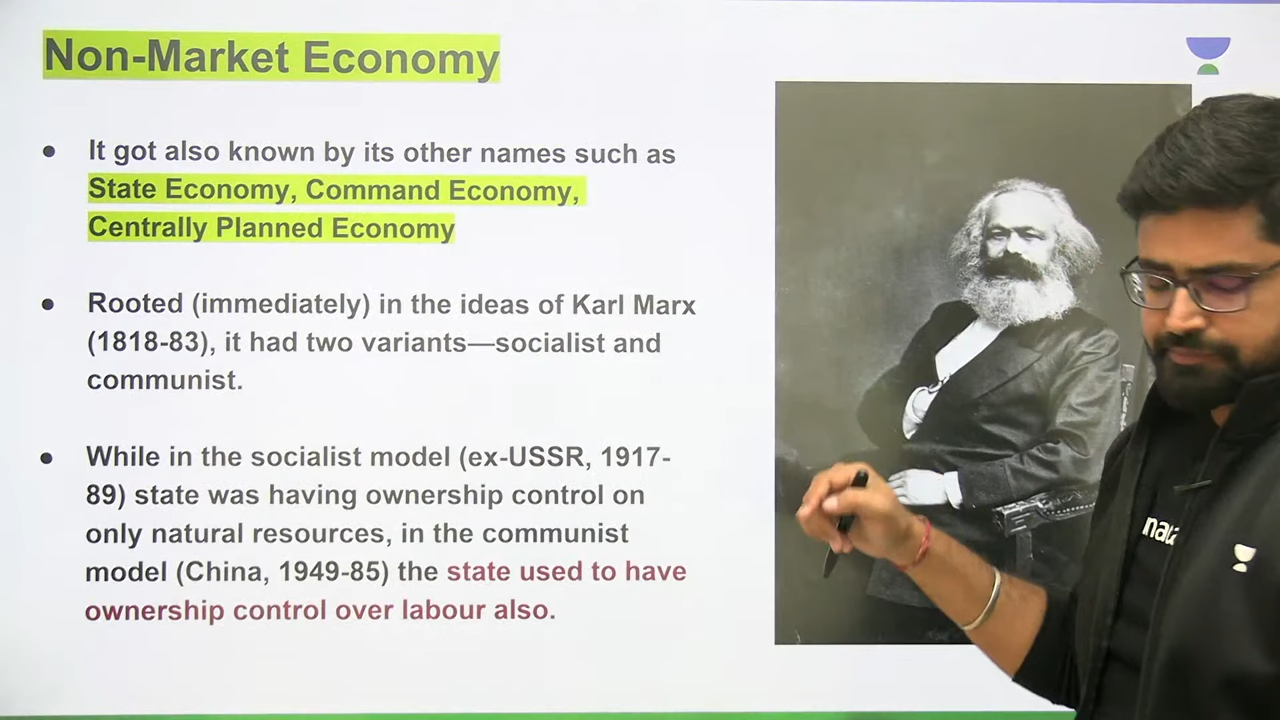 Non-Market Economy
● It got also known by its other names such as
State Economy, Command Economy,
Centrally Planned Economy
● Rooted (immediately) in the ideas of Karl Marx
(1818-83), it had two variants—socialist and
communist.
● While in the socialist model (ex-USSR, 1917-
89) state was having ownership control on
only natural resources, in the communist
model (China, 1949-85) the state used to have
ownership control over labour also.